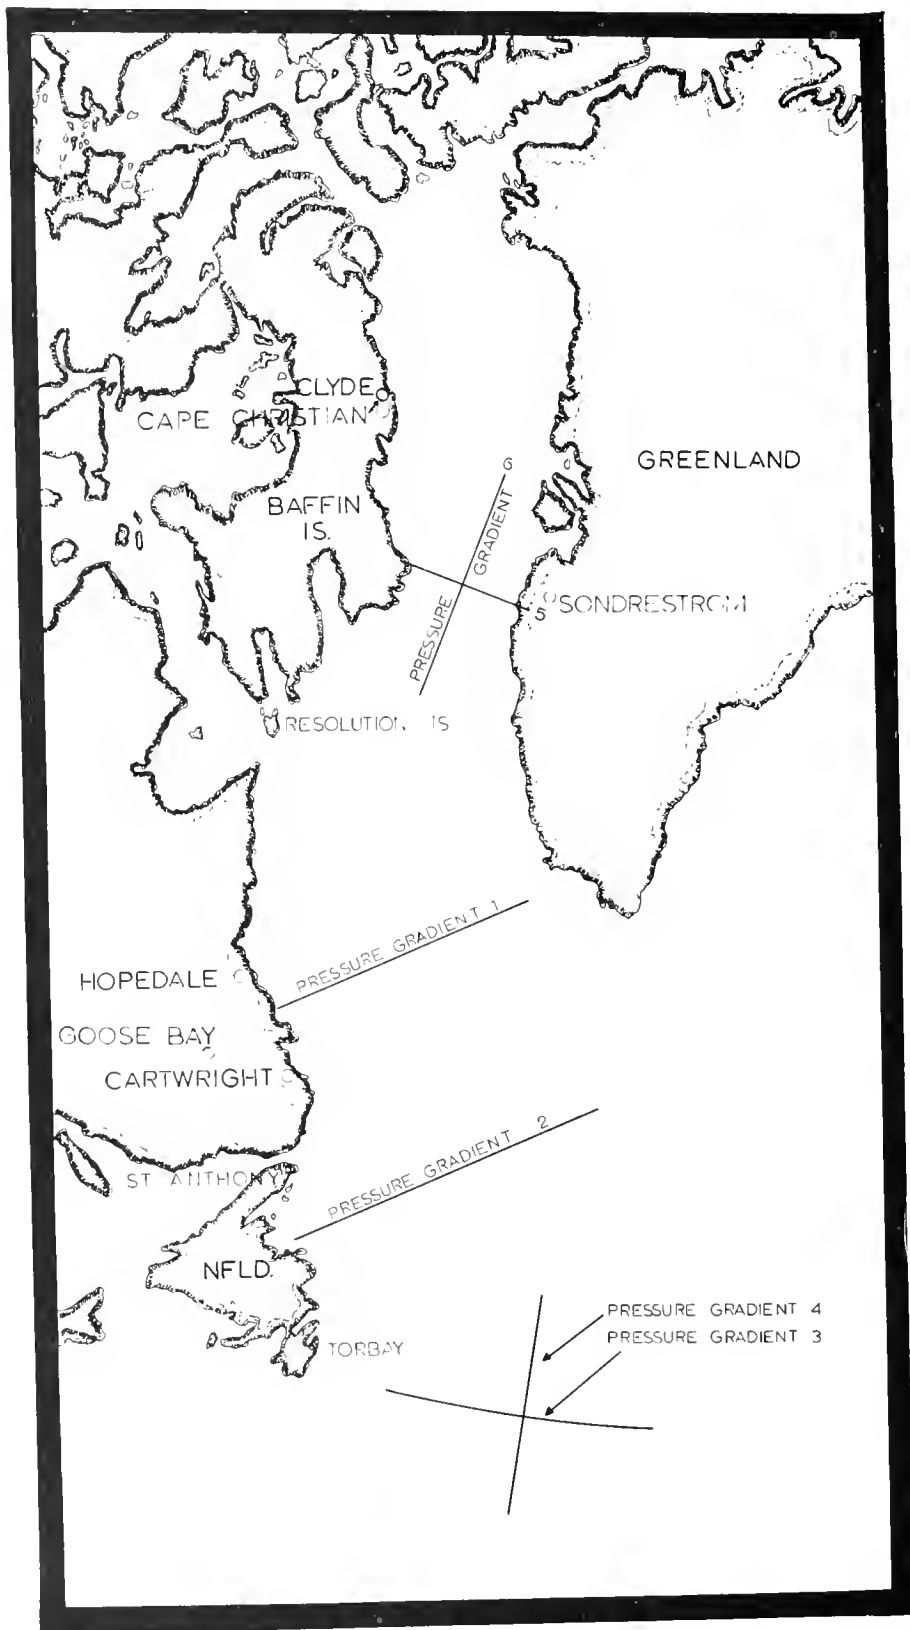 CLYDE
CAPE CHRISTIAN
BAFFIN
IS.
GREENLAND
PRESSURE GRADIENT 6
5
SONDRESTROM
RESOLUTION IS
PRESSURE GRADIENT 1
HOPEDALE
GOOSE BAY
CARTWRIGHT
PRESSURE GRADIENT 2
ST ANTHONY
NFLD.
PRESSURE GRADIENT 4
PRESSURE GRADIENT 3
TORBAY